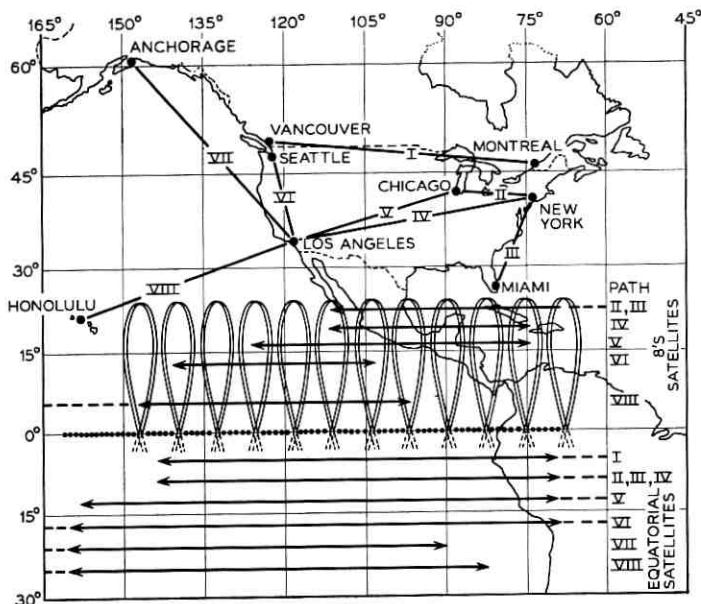 165° 150° 135° 120° 105° 90° 75° 60° 45°
ANCHORAGE
60°
VANCOUVER
SEATTLE
I
MONTREAL
VII
45°
VI
CHICAGO
II
V
IV
NEW YORK
LOS ANGELES
III
30°
VIII
MIAMI
PATH
HONOLULU
II, III
IV
V
15°
VI
VIII
8'S SATELLITES
0°
I
II, III, IV
V
15°
VI
VII
VIII
EQUATORIAL SATELLITES
30°